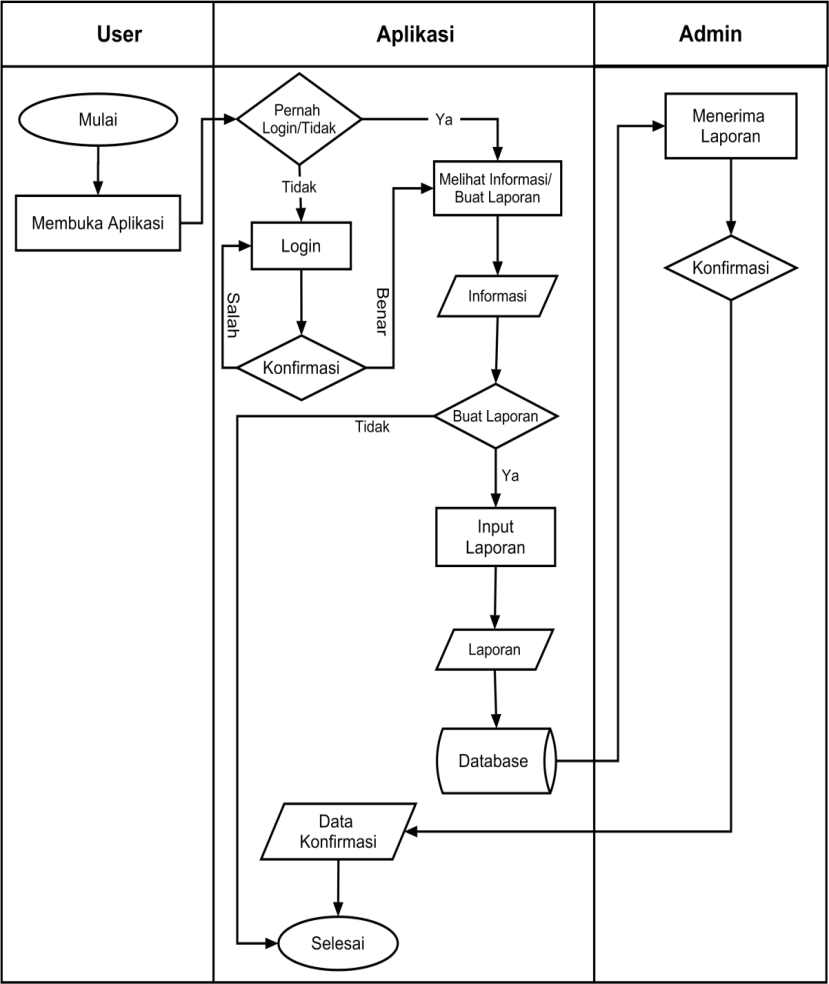 User
Aplikasi
Admin
Mulai
Membuka Aplikasi
Pernah
Login/Tidak
Ya
Tidak
Melihat Informasi/
Buat Laporan
Login
Salah
Benar
Konfirmasi
Informasi
Buat Laporan
Tidak
Ya
Input
Laporan
Laporan
Database
Menerima
Laporan
Konfirmasi
Data
Konfirmasi
Selesai